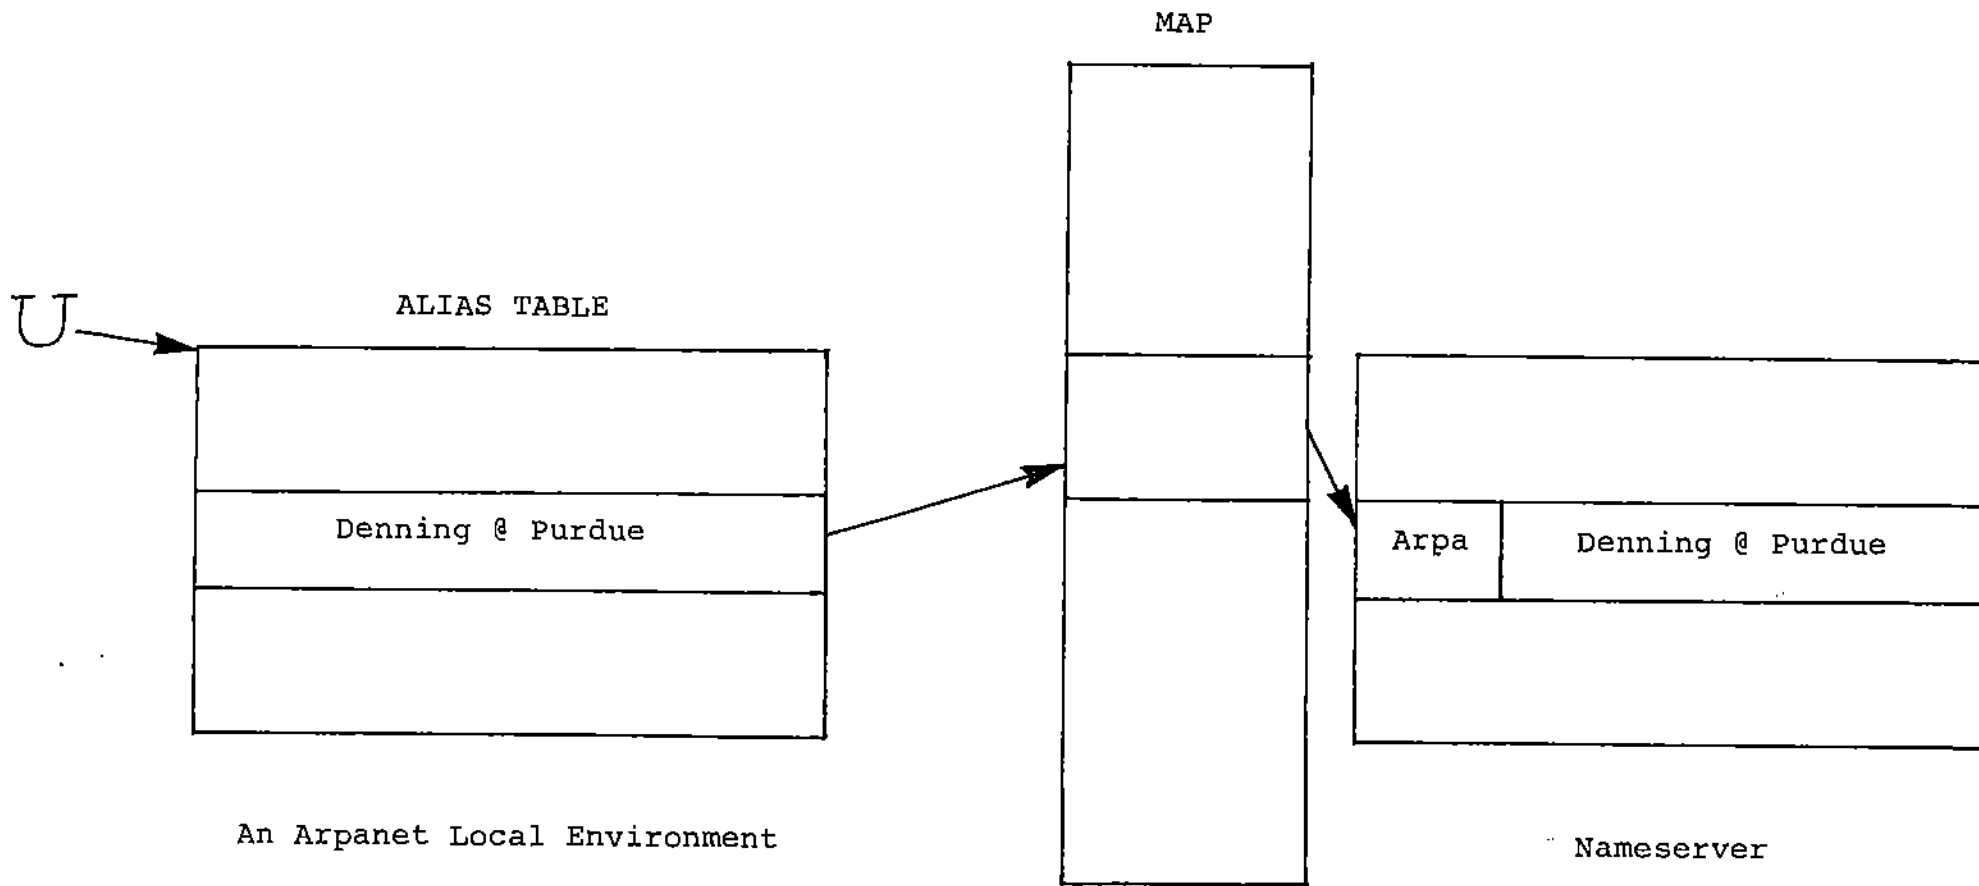 MAP
U
ALIAS TABLE
Denning @ Purdue
Arpa
Denning @ Purdue
An Arpanet Local Environment
Nameserver